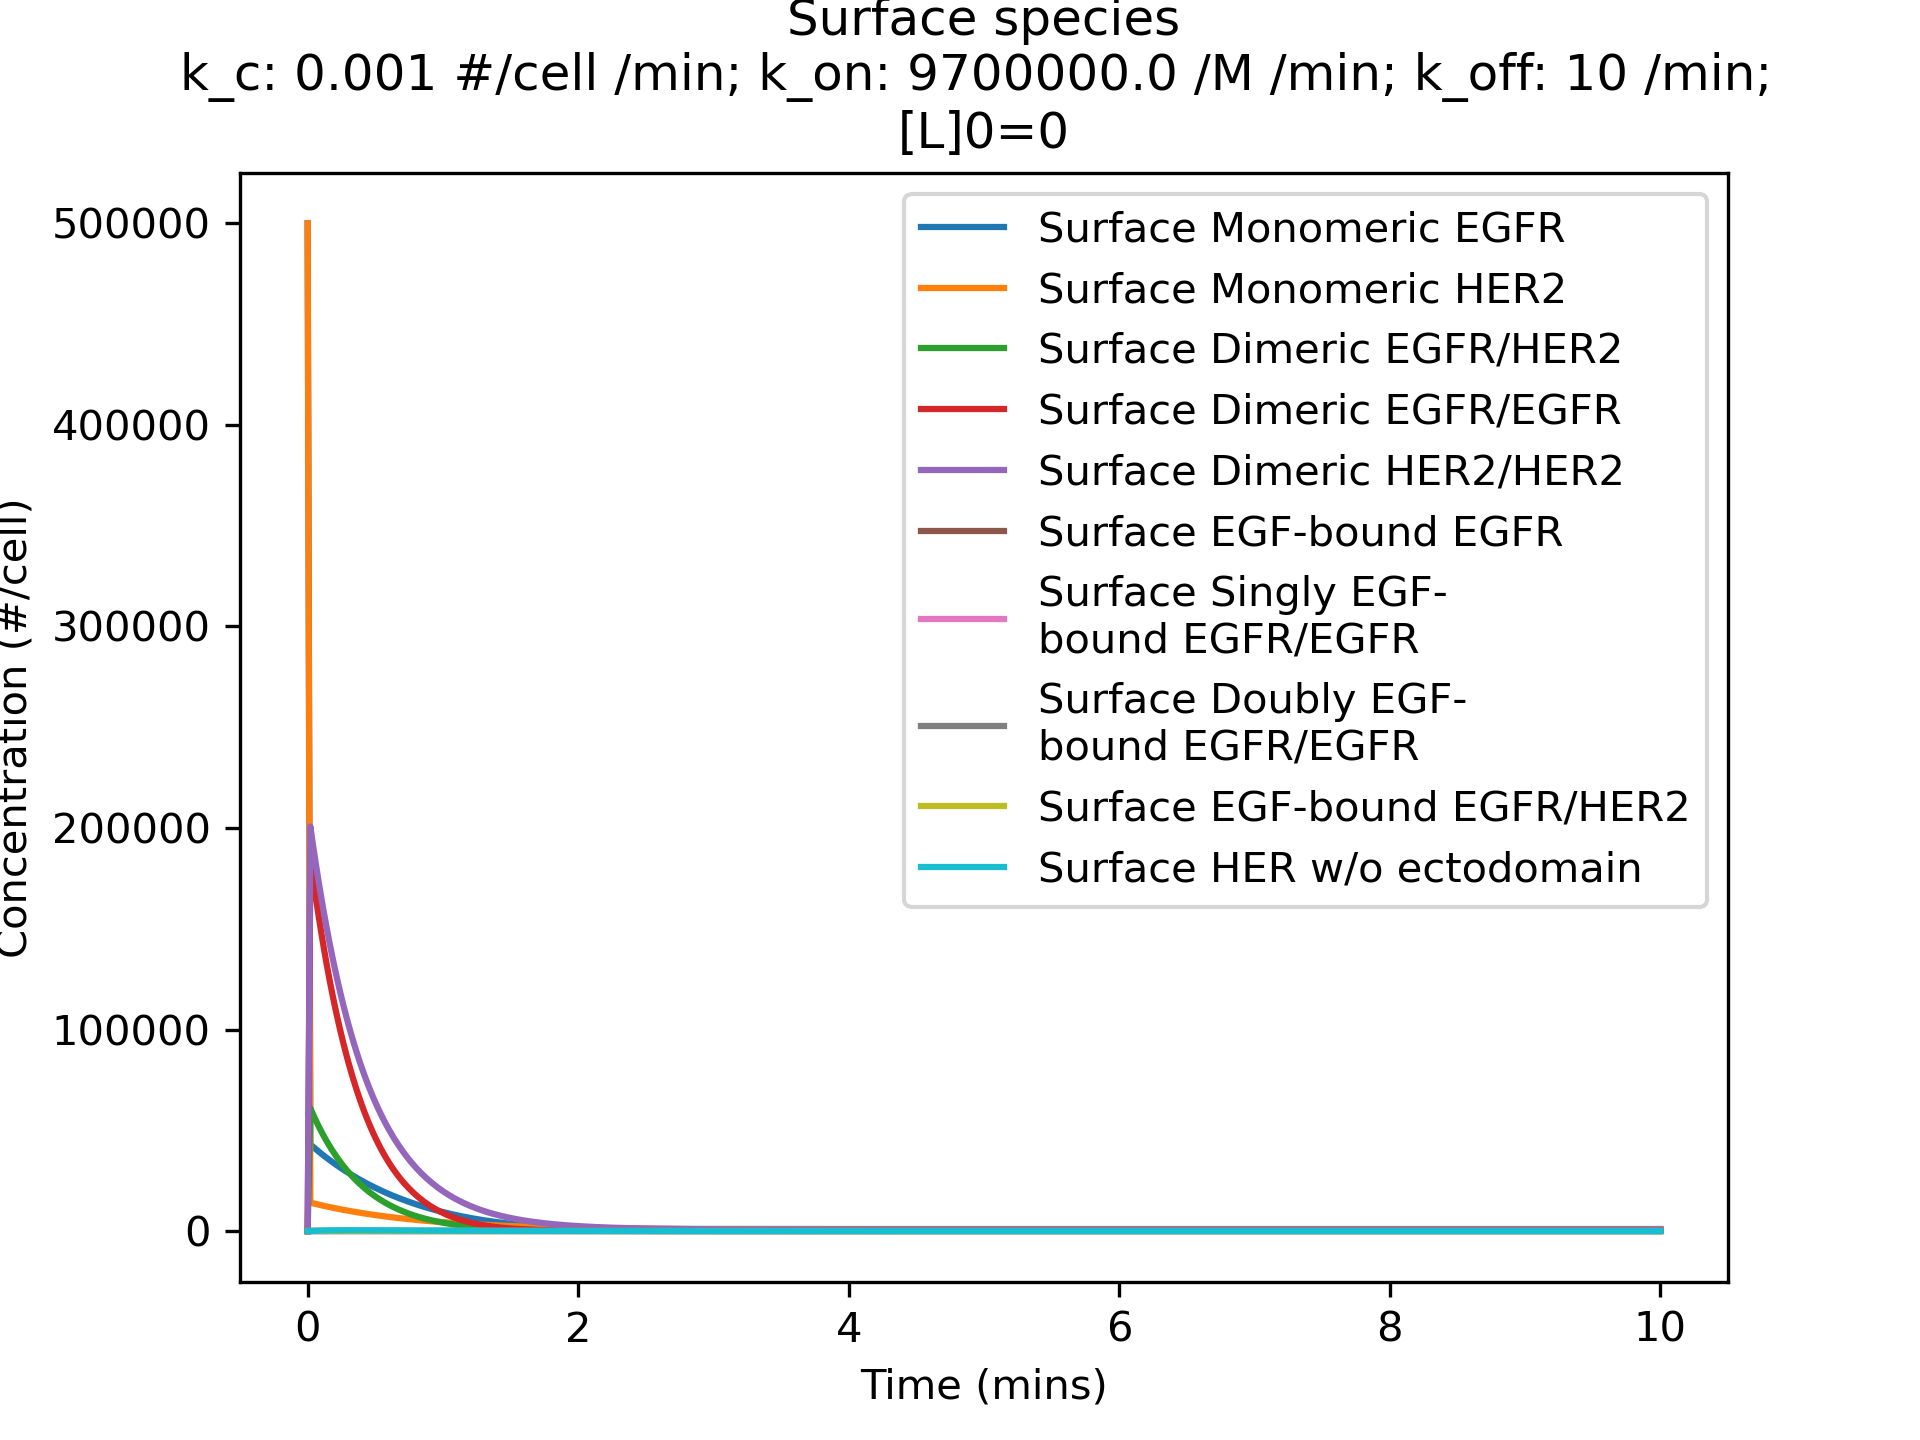 Surface species
k_c: 0.001 #/cell /min; k_on: 9700000.0 /M /min; k_off: 10 /min;
[L]0=0
Concentration (#/cell)
500000
400000
300000
200000
100000
0
Surface Monomeric EGFR
Surface Monomeric HER2
Surface Dimeric EGFR/HER2
Surface Dimeric EGFR/EGFR
Surface Dimeric HER2/HER2
Surface EGF-bound EGFR
Surface Singly EGF-
bound EGFR/EGFR
Surface Doubly EGF-
bound EGFR/EGFR
Surface EGF-bound EGFR/HER2
Surface HER w/o ectodomain
0 2 4 6 8 10
Time (mins)